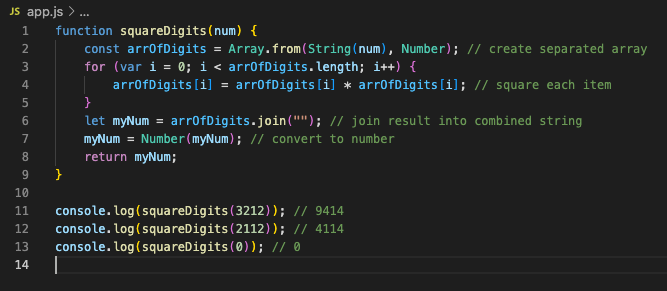 JS app.js > ...
1 function squareDigits(num) {
2 const arrOfDigits = Array.from(String(num), Number); // create separated array
3 for (var i = 0; i < arrOfDigits.length; i++) {
4 arrOfDigits[i] = arrOfDigits[i] * arrOfDigits[i]; // square each item
5 }
6 let myNum = arrOfDigits.join(""); // join result into combined string
7 myNum = Number(myNum); // convert to number
8 return myNum;
9 }
10
11 console.log(squareDigits(3212)); // 9414
12 console.log(squareDigits(2112)); // 4114
13 console.log(squareDigits(0)); // 0
14